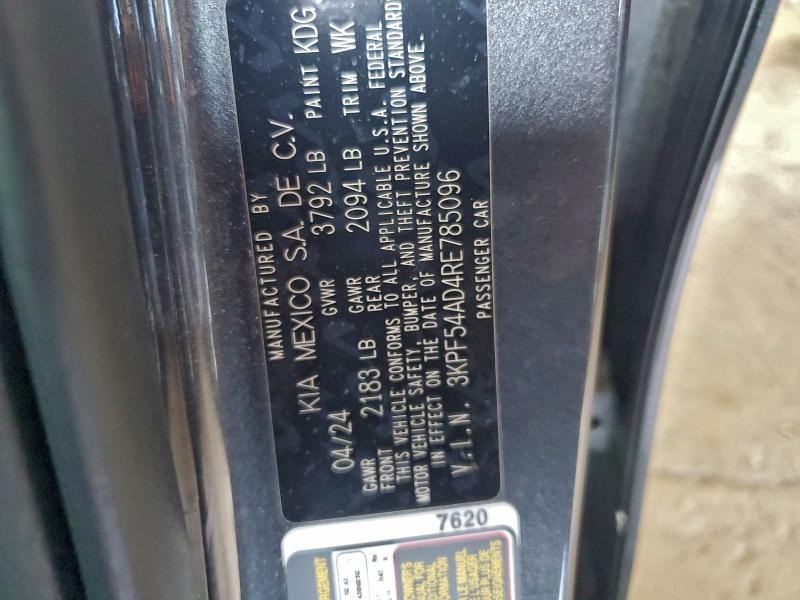 MANUFACTURED BY
KIA MEXICO S.A. DE C.V.
04/24 GVWR 3792 LB PAINT KDG
GAWR FRONT 2183 LB GAWR REAR 2094 LB TRIM WK
THIS VEHICLE CONFORMS TO ALL APPLICABLE U.S.A. FEDERAL
MOTOR VEHICLE SAFETY, BUMPER, AND THEFT PREVENTION STANDARD
IN EFFECT ON THE DATE OF MANUFACTURE SHOWN ABOVE.
V.I.N. 3KPF54AD4RE785096
PASSENGER CAR
7620